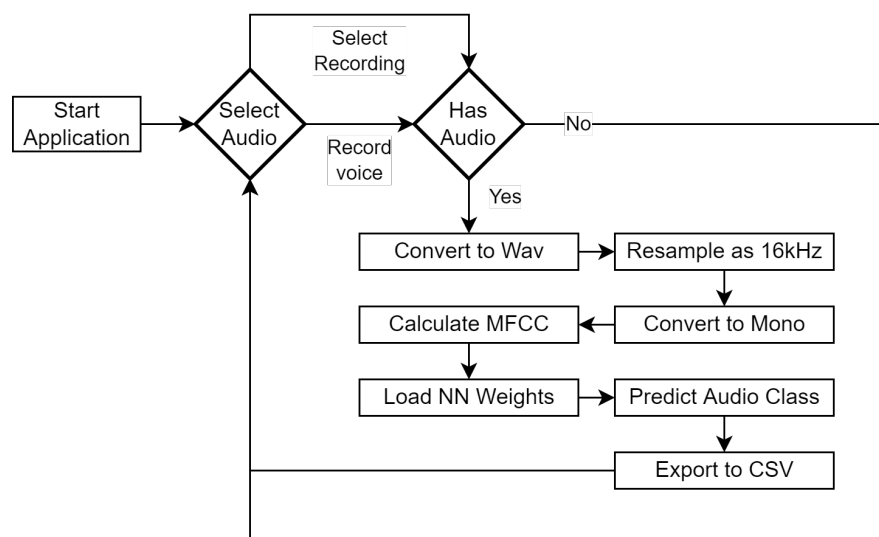 Select
Recording
Start
Application
Select
Audio
Has
Audio
No
Record
voice
Yes
Convert to Wav
Resample as 16kHz
Calculate MFCC
Convert to Mono
Load NN Weights
Predict Audio Class
Export to CSV